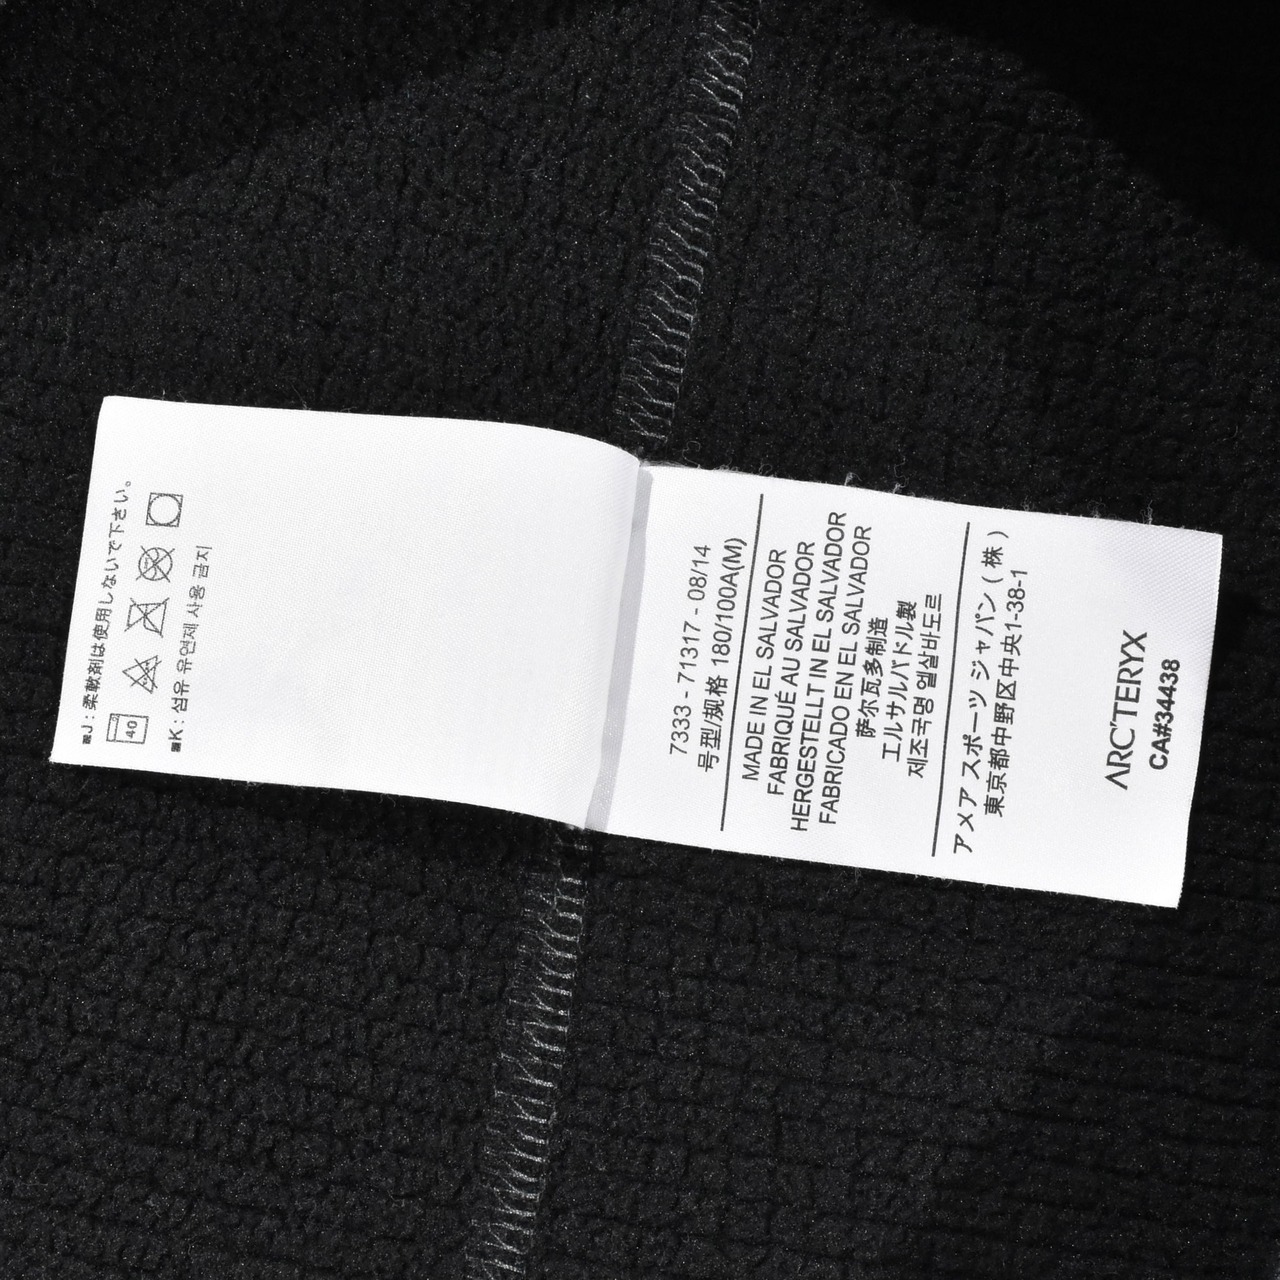 J : 柔軟剤は使用しないで下さい。
40
K : 섬유 유연제 사용 금지
7333 - 71317 - 08/14
号型/规格 180/100A(M)
MADE IN EL SALVADOR
FABRIQUÉ AU SALVADOR
HERGESTELLT IN EL SALVADOR
FABRICADO EN EL SALVADOR
萨尔瓦多制造
エルサルバドル製
제조국명 엘살바도르
アメアスポーツ ジャパン ( 株 )
東京都中野区中央1-38-1
ARC'TERYX
CA#34438